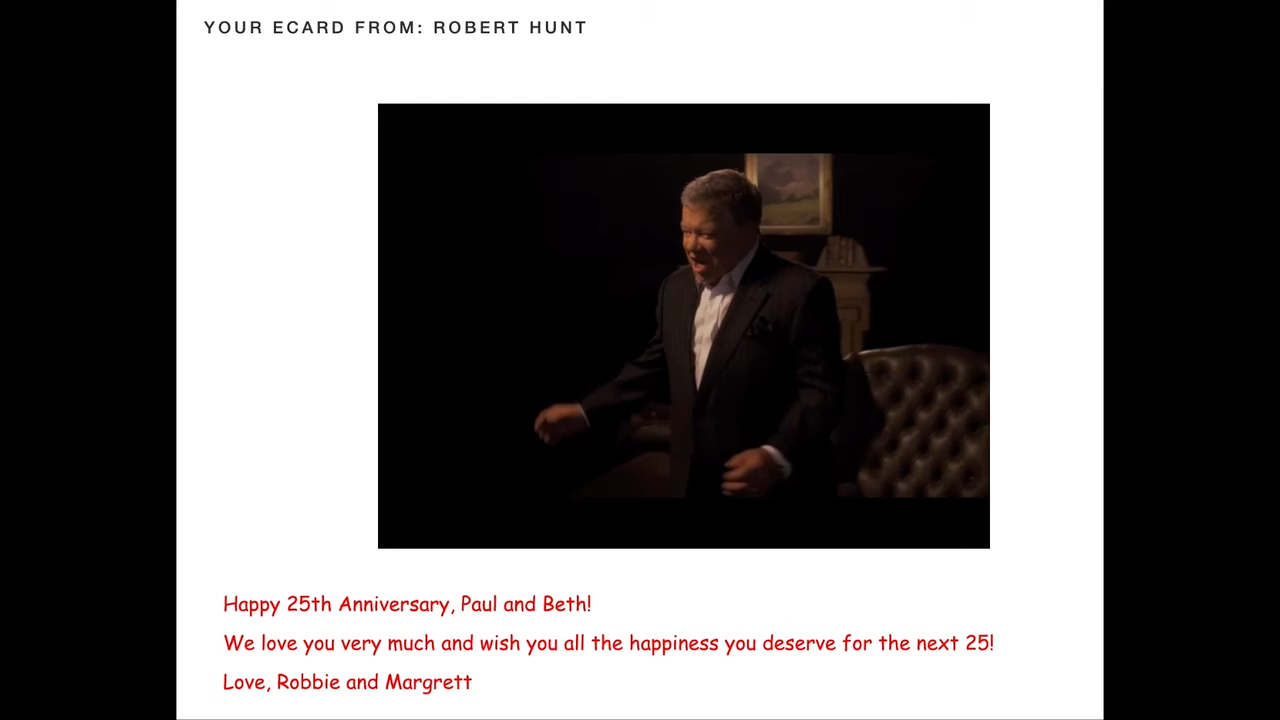 YOUR ECARD FROM: ROBERT HUNT
Happy 25th Anniversary, Paul and Beth!
We love you very much and wish you all the happiness you deserve for the next 25!
Love, Robbie and Margrett